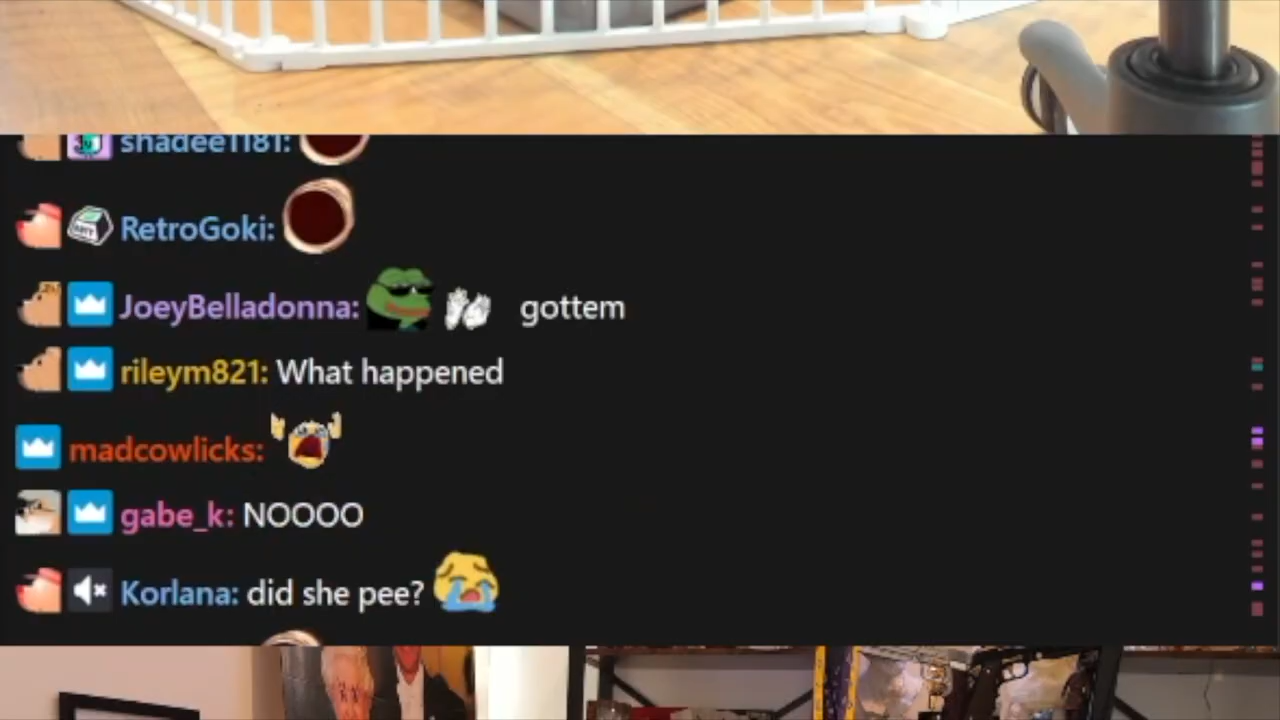 shadee1181:
RetroGoki:
JoeyBelladonna: gottem
rileym821: What happened
madcowlicks:
gabe_k: NOOOO
Korlana: did she pee?